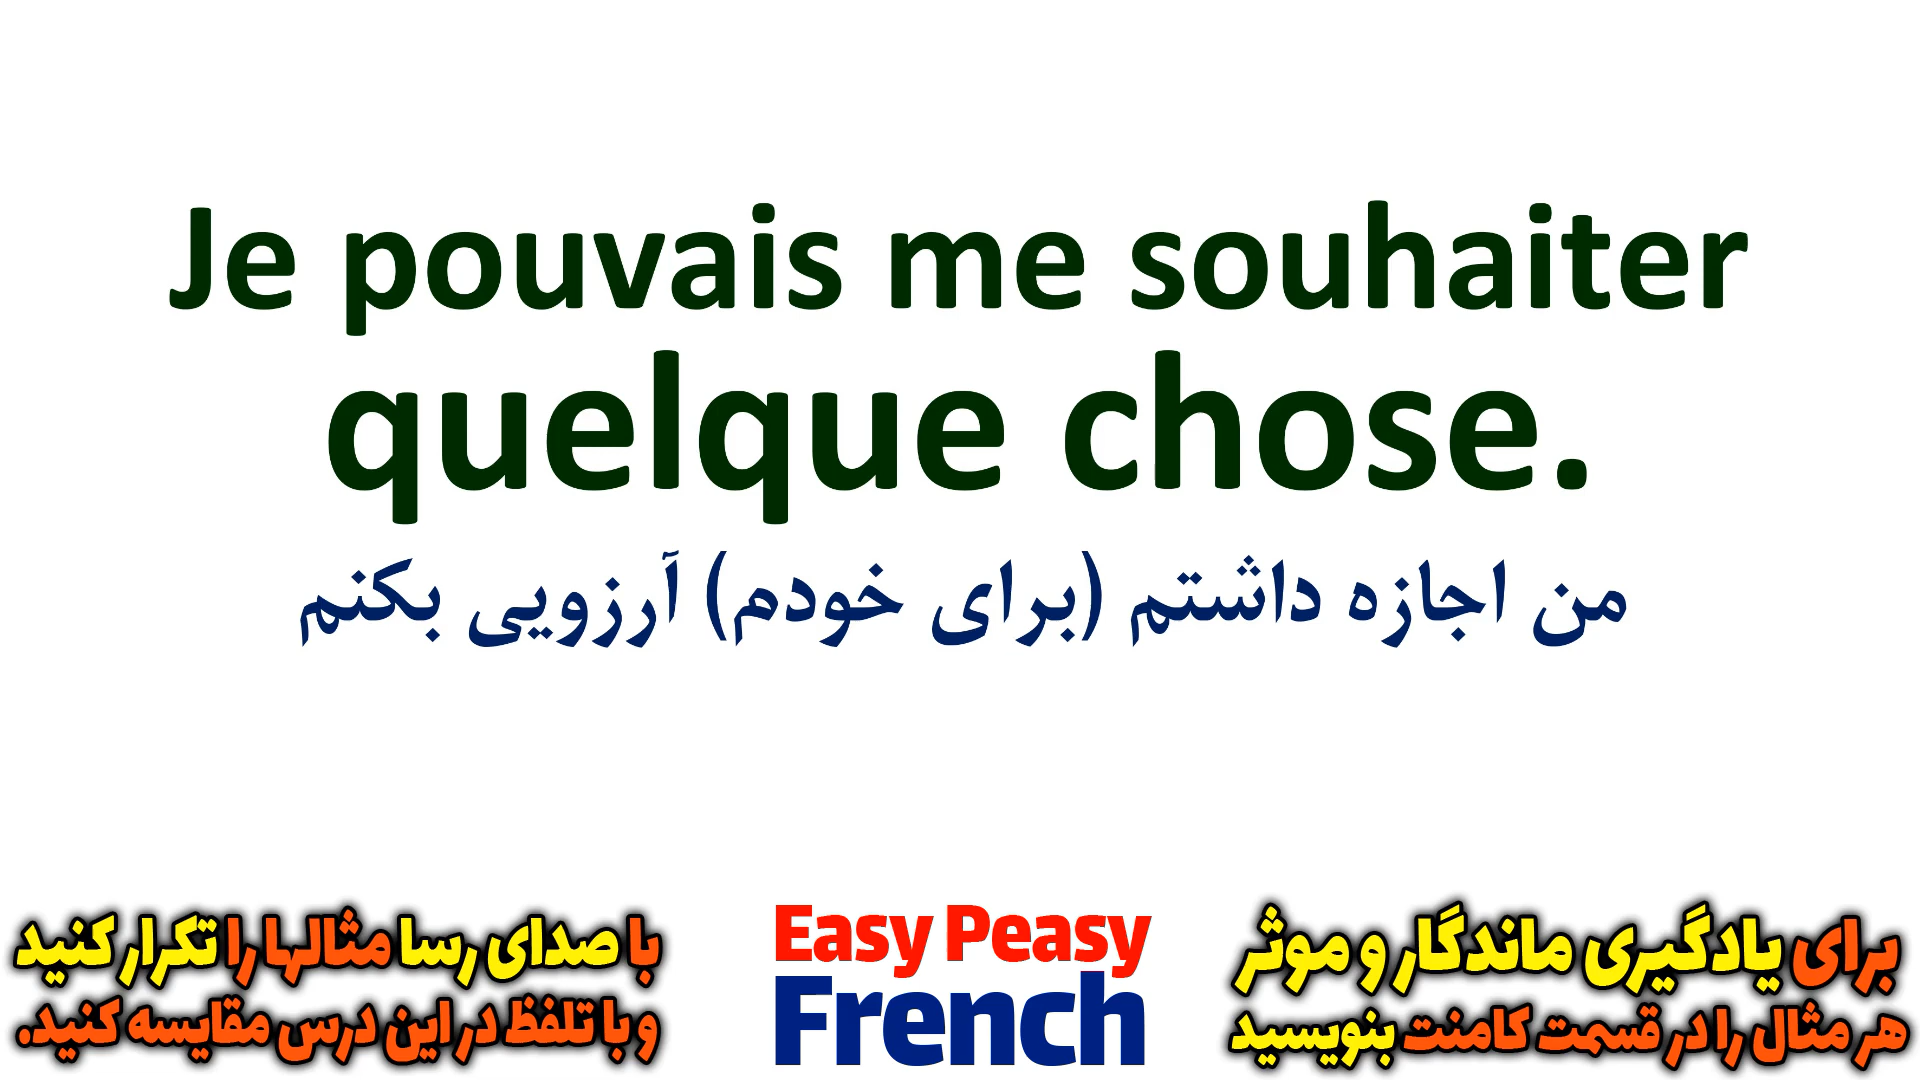 Je pouvais me souhaiter
quelque chose.
من اجازه داشتم (برای خودم) آرزویی بکنم
با صدای رسا مثالها را تکرار کنید
و با تلفظ در این درس مقایسه کنید.
Easy Peasy
French
برای یادگیری ماندگار و موثر
هر مثال را در قسمت کامنت بنویسید